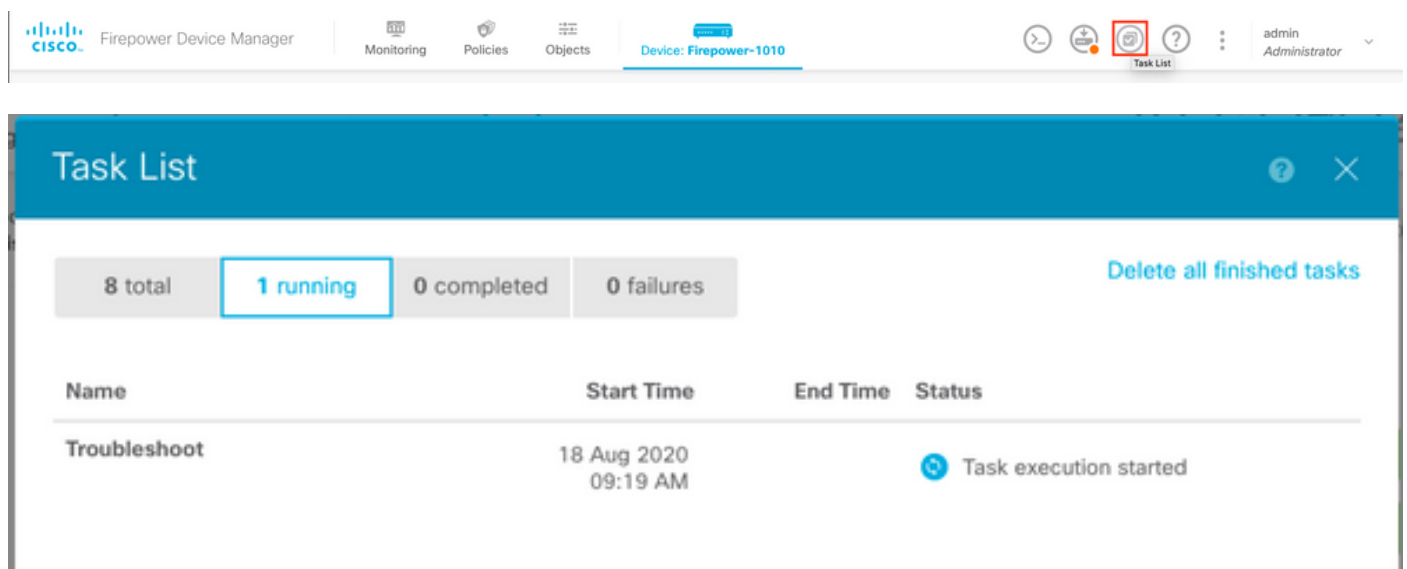 CISCO
Firepower Device Manager
Monitoring
Policies
Objects
Device: Firepower-1010
>_
?
Task List
admin
Administrator
Task List
?
8 total
1 running
0 completed
0 failures
Delete all finished tasks
Name Start Time End Time Status
Troubleshoot 18 Aug 2020 Task execution started
09:19 AM